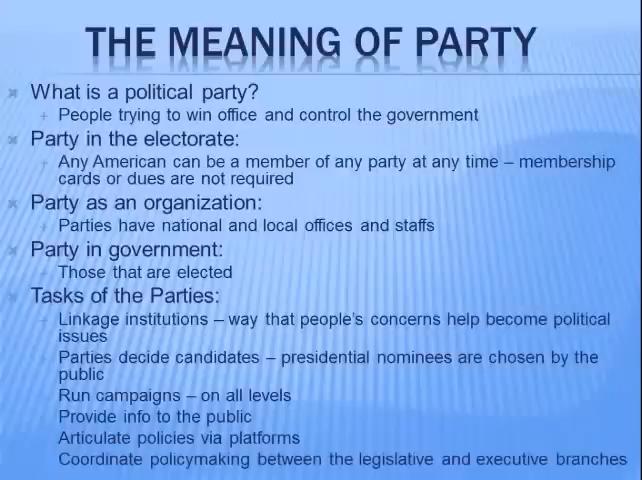 THE MEANING OF PARTY
What is a political party?
People trying to win office and control the government
Party in the electorate:
Any American can be a member of any party at any time – membership
cards or dues are not required
Party as an organization:
Parties have national and local offices and staffs
Party in government:
Those that are elected
Tasks of the Parties:
Linkage institutions – way that people's concerns help become political
issues
Parties decide candidates – presidential nominees are chosen by the
public
Run campaigns – on all levels
Provide info to the public
Articulate policies via platforms
Coordinate policymaking between the legislative and executive branches